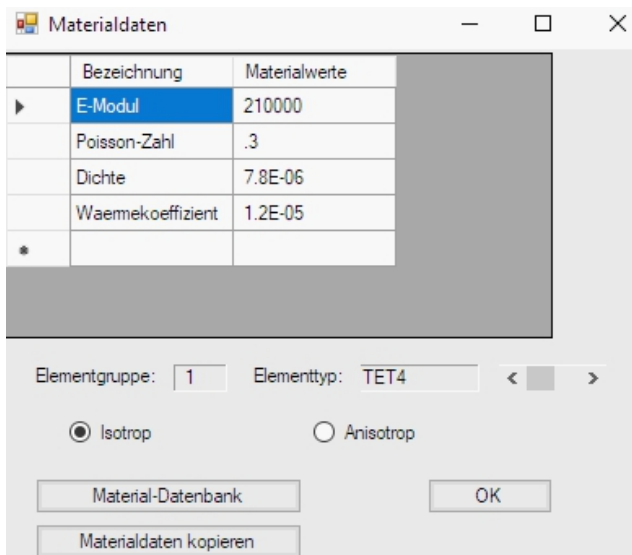 Materialdaten
Bezeichnung Materialwerte
E-Modul 210000
Poisson-Zahl .3
Dichte 7.8E-06
Waermekoeffizient 1.2E-05
Elementgruppe: 1 Elementtyp: TET4
Isotrop Anisotrop
Material-Datenbank OK
Materialdaten kopieren